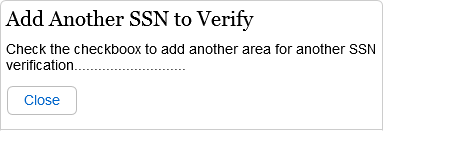 Add Another SSN to Verify
Check the checkboox to add another area for another SSN
verification............................
Close